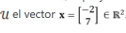 𝒰 el vector 𝐱 = [−2 7] ∈ ℝ².